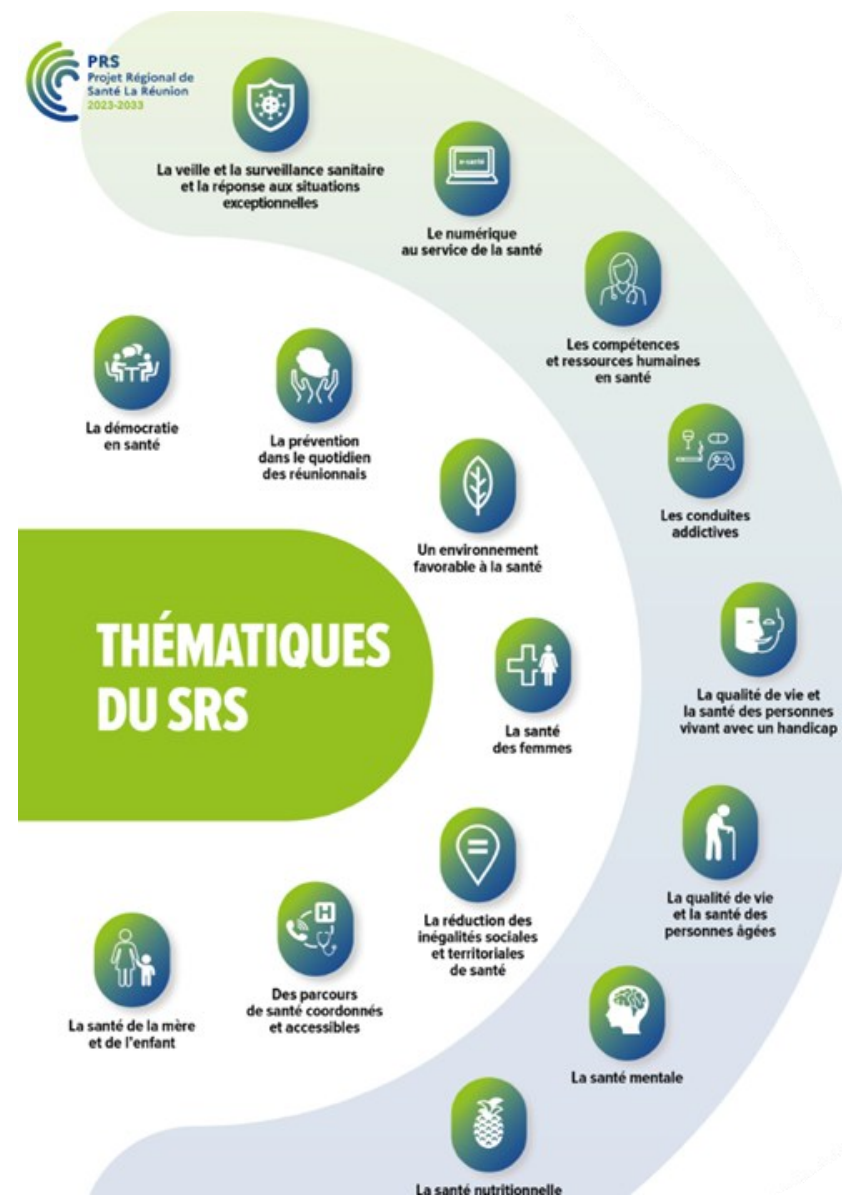 PRS
Projet Régional de
Santé La Réunion
2023-2033
La veille et la surveillance sanitaire
et la réponse aux situations
exceptionnelles
e-santé
Le numérique
au service de la santé
Les compétences
et ressources humaines
en santé
La démocratie
en santé
La prévention
dans le quotidien
des réunionnais
Les conduites
addictives
Un environnement
favorable à la santé
THÉMATIQUES
DU SRS
La santé
des femmes
La qualité de vie et
la santé des personnes
vivant avec un handicap
H
La réduction des
inégalités sociales
et territoriales
de santé
La qualité de vie
et la santé des
personnes âgées
Des parcours
de santé coordonnés
et accessibles
La santé de la mère
et de l'enfant
La santé mentale
La santé nutritionnelle